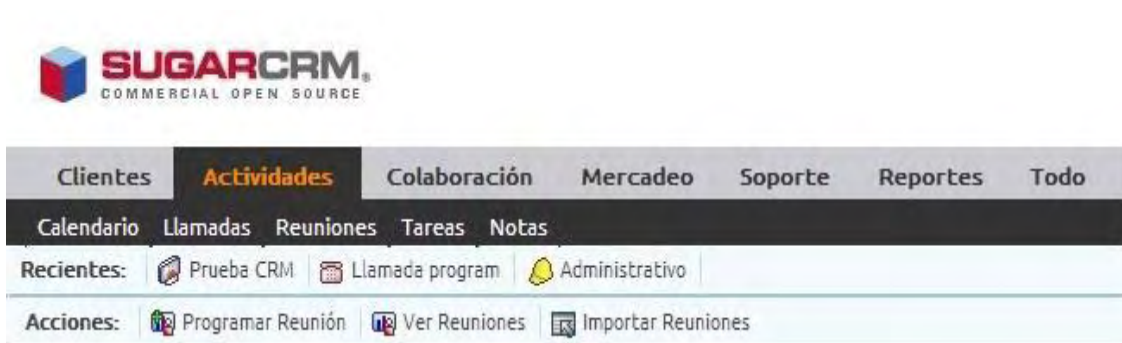 SUGARCRM®
COMMERCIAL OPEN SOURCE
Clientes Actividades Colaboración Mercadeo Soporte Reportes Todo
Calendario Llamadas Reuniones Tareas Notas
Recientes: Prueba CRM Llamada program Administrativo
Acciones: Programar Reunión Ver Reuniones Importar Reuniones